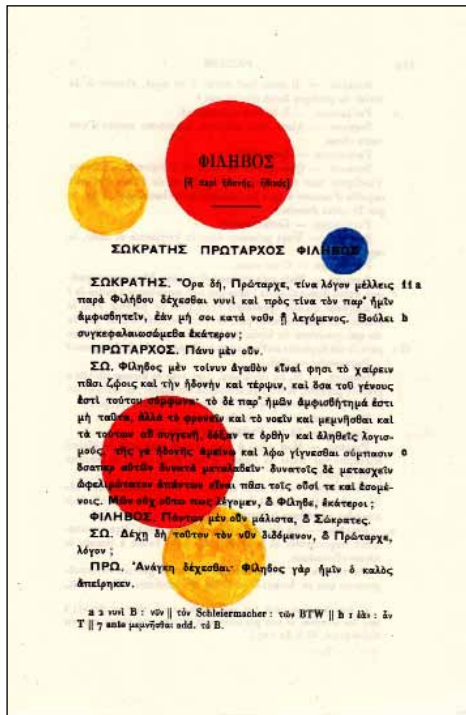 ΦΙΛΗΒΟΣ
[ἢ περὶ ἡδονῆς, ἠθικός]
ΣΩΚΡΑΤΗΣ ΠΡΩΤΑΡΧΟΣ ΦΙΛΗΒΟΣ
ΣΩΚΡΑΤΗΣ. Ὅρα δή, Πρώταρχε, τίνα λόγον μέλλεις 11 a
παρὰ Φιλήβου δέχεσθαι νυνὶ καὶ πρὸς τίνα τὸν παρ' ἡμῖν
ἀμφισβητεῖν, ἐὰν μή σοι κατὰ νοῦν ᾖ λεγόμενος. Βούλει b
συγκεφαλαιωσώμεθα ἑκάτερον ;
ΠΡΩΤΑΡΧΟΣ. Πάνυ μὲν οὖν.
ΣΩ. Φίληβος μὲν τοίνυν ἀγαθὸν εἶναί φησι τὸ χαίρειν
πᾶσι ζῴοις καὶ τὴν ἡδονὴν καὶ τέρψιν, καὶ ὅσα τοῦ γένους
ἐστὶ τούτου σύμφωνα· τὸ δὲ παρ' ἡμῶν ἀμφισβήτημά ἐστι
μὴ ταῦτα, ἀλλὰ τὸ φρονεῖν καὶ τὸ νοεῖν καὶ μεμνῆσθαι καὶ
τὰ τούτων αὖ συγγενῆ, δόξαν τε ὀρθὴν καὶ ἀληθεῖς λογισ-
μούς, τῆς γε ἡδονῆς ἀμείνω καὶ λῴω γίγνεσθαι σύμπασιν c
ὅσαπερ αὐτῶν δυνατὰ μεταλαβεῖν· δυνατοῖς δὲ μετασχεῖν
ὠφελιμώτατον ἁπάντων εἶναι πᾶσι τοῖς οὖσί τε καὶ ἐσομέ-
νοις. Μῶν οὐχ οὕτω πως λέγομεν, ὦ Φίληβε, ἑκάτεροι ;
ΦΙΛΗΒΟΣ. Πάντων μὲν οὖν μάλιστα, ὦ Σώκρατες.
ΣΩ. Δέχῃ δὴ τοῦτον τὸν νῦν διδόμενον, ὦ Πρώταρχε,
λόγον ;
ΠΡΩ. Ἀνάγκη δέχεσθαι· Φίληβος γὰρ ἡμῖν ὁ καλὸς
ἀπείρηκεν.
a 2 νυνὶ B : νῦν || τὸν Schleiermacher : τῶν BTW || b 1 ἐὰν : ἂν
T || 7 ante μεμνῆσθαι add. τὸ B.